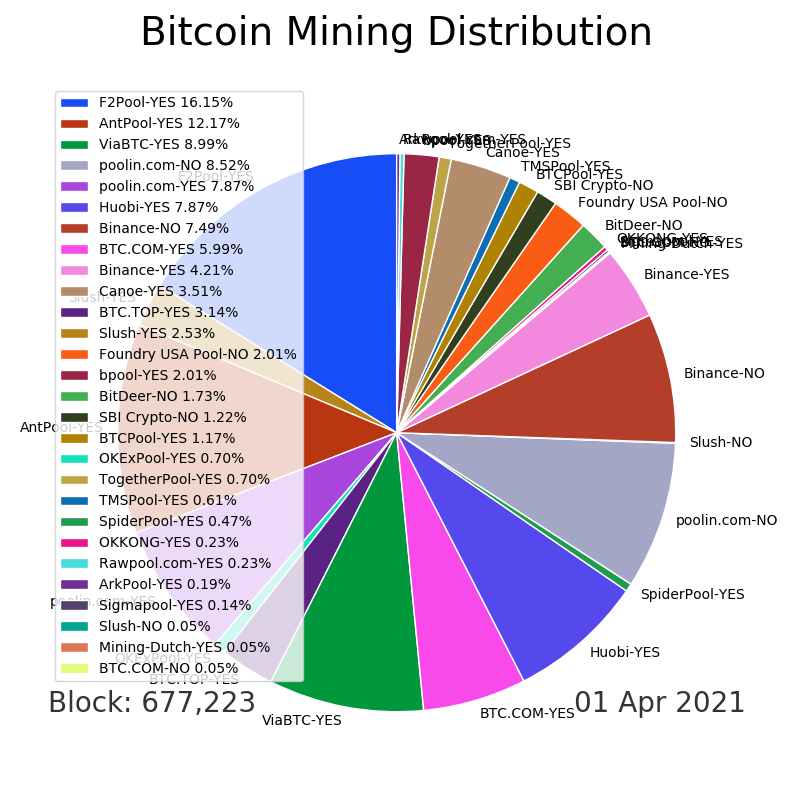 Bitcoin Mining Distribution
F2Pool-YES 16.15%
AntPool-YES 12.17%
ViaBTC-YES 8.99%
poolin.com-NO 8.52%
poolin.com-YES 7.87%
Huobi-YES 7.87%
Binance-NO 7.49%
BTC.COM-YES 5.99%
Binance-YES 4.21%
Canoe-YES 3.51%
BTC.TOP-YES 3.14%
Slush-YES 2.53%
Foundry USA Pool-NO 2.01%
bpool-YES 2.01%
BitDeer-NO 1.73%
SBI Crypto-NO 1.22%
BTCPool-YES 1.17%
OKExPool-YES 0.70%
TogetherPool-YES 0.70%
TMSPool-YES 0.61%
SpiderPool-YES 0.47%
OKKONG-YES 0.23%
Rawpool.com-YES 0.23%
ArkPool-YES 0.19%
Sigmapool-YES 0.14%
Slush-NO 0.05%
Mining-Dutch-YES 0.05%
BTC.COM-NO 0.05%
F2Pool-YES
Slush-YES
AntPool-YES
poolin.com-YES
OKExPool-YES
BTC.TOP-YES
ViaBTC-YES
BTC.COM-YES
Huobi-YES
SpiderPool-YES
poolin.com-NO
Slush-NO
Binance-NO
Binance-YES
Mining-Dutch-YES
OKKONG-YES
BitDeer-NO
Foundry USA Pool-NO
SBI Crypto-NO
BTCPool-YES
TMSPool-YES
Canoe-YES
TogetherPool-YES
Block: 677,223
01 Apr 2021